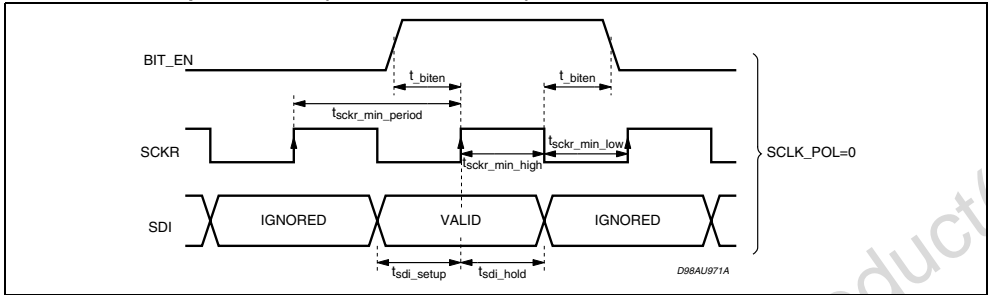 BIT_EN
t_biten
t_biten
tsckr_min_period
SCKR
tsckr_min_high
tsckr_min_low
SCLK_POL=0
SDI
IGNORED
VALID
IGNORED
tsdi_setup
tsdi_hold
D98AU971A